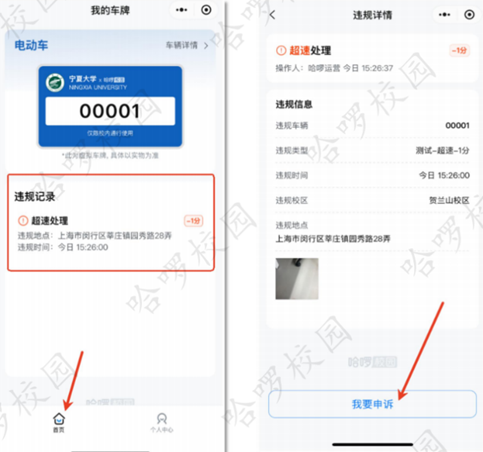 我的车牌
电动车
车辆详情 >
宁夏大学 x 哈啰校园
NINGXIA UNIVERSITY
00001
仅限校内通行使用
*此为虚拟车牌,具体以实物为准
违规记录
超速处理
-1分
违规地点:上海市闵行区莘庄镇园秀路28弄
违规时间:今日 15:26:00
哈啰校园
首页
个人中心
违规详情
超速处理
-1分
操作人:哈啰运营 今日 15:26:37
违规信息
违规车辆 00001
违规类型 测试-超速-1分
违规时间 今日 15:26:00
违规校区 贺兰山校区
违规地点
上海市闵行区莘庄镇园秀路28弄
哈啰校园
我要申诉
哈啰校园